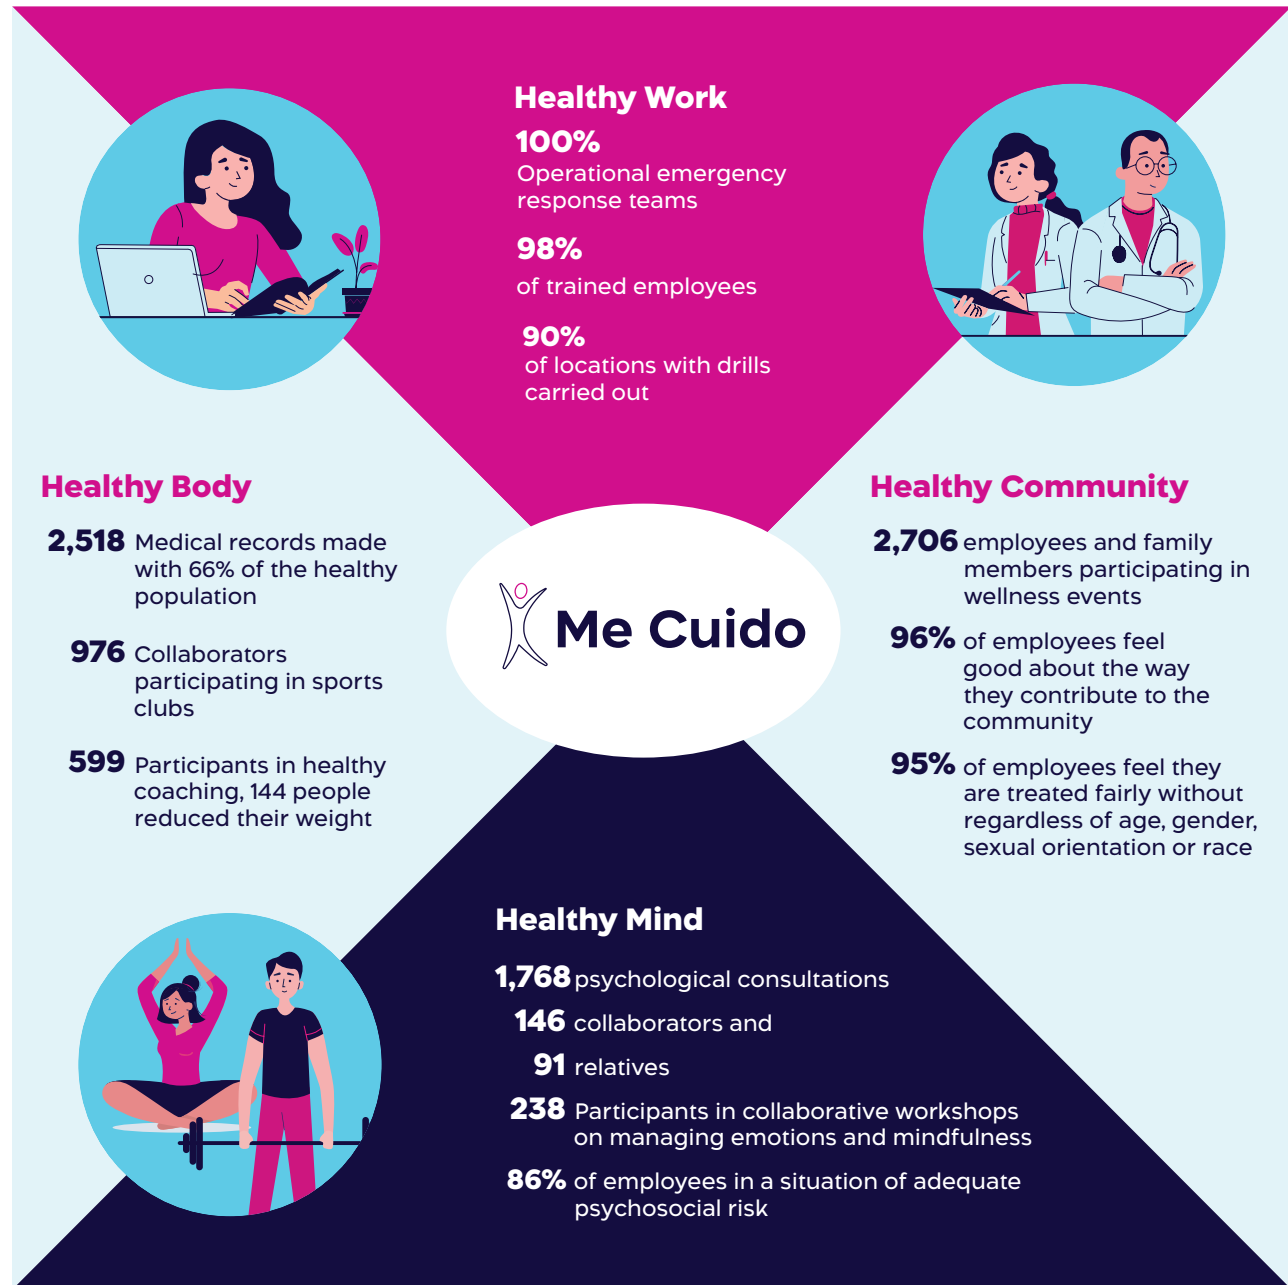 Healthy Work
100%
Operational emergency
response teams
98%
of trained employees
90%
of locations with drills
carried out
Healthy Body
2,518 Medical records made
with 66% of the healthy
population
976 Collaborators
participating in sports
clubs
599 Participants in healthy
coaching, 144 people
reduced their weight
Me Cuido
Healthy Community
2,706 employees and family
members participating in
wellness events
96% of employees feel
good about the way
they contribute to the
community
95% of employees feel they
are treated fairly without
regardless of age, gender,
sexual orientation or race
Healthy Mind
1,768 psychological consultations
146 collaborators and
91 relatives
238 Participants in collaborative workshops
on managing emotions and mindfulness
86% of employees in a situation of adequate
psychosocial risk